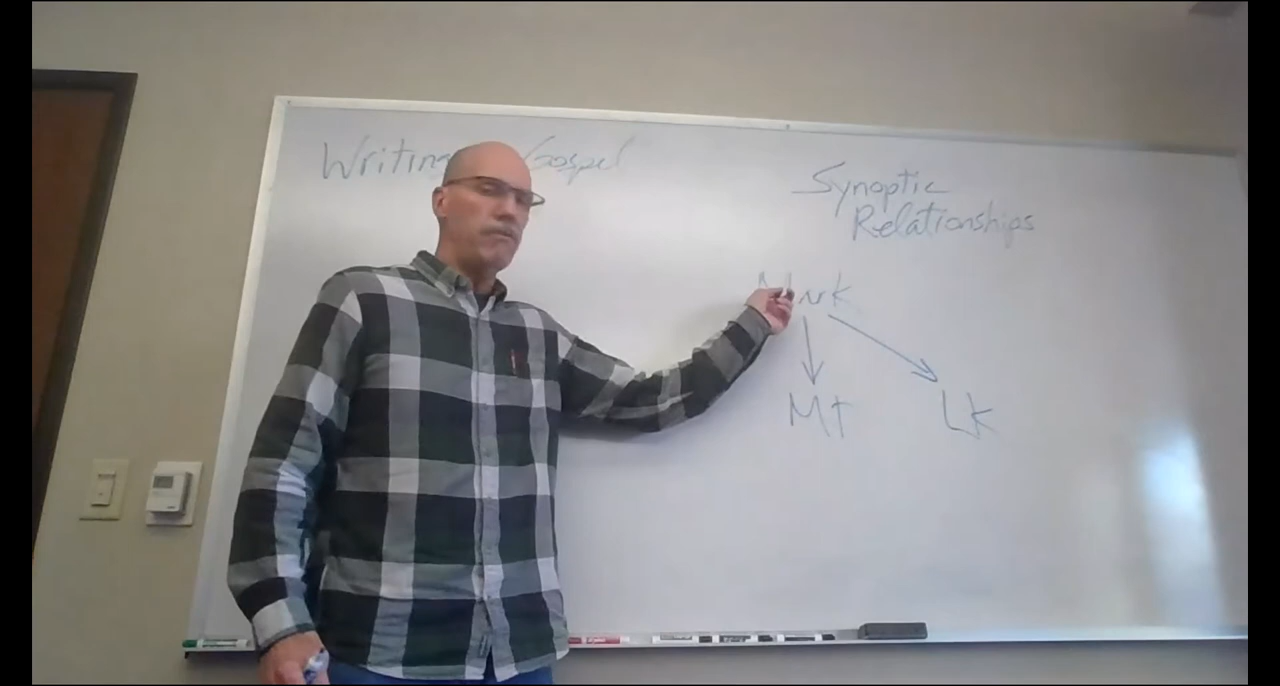 Writing Gospel
Synoptic
Relationships
Mark
Mt
Lk